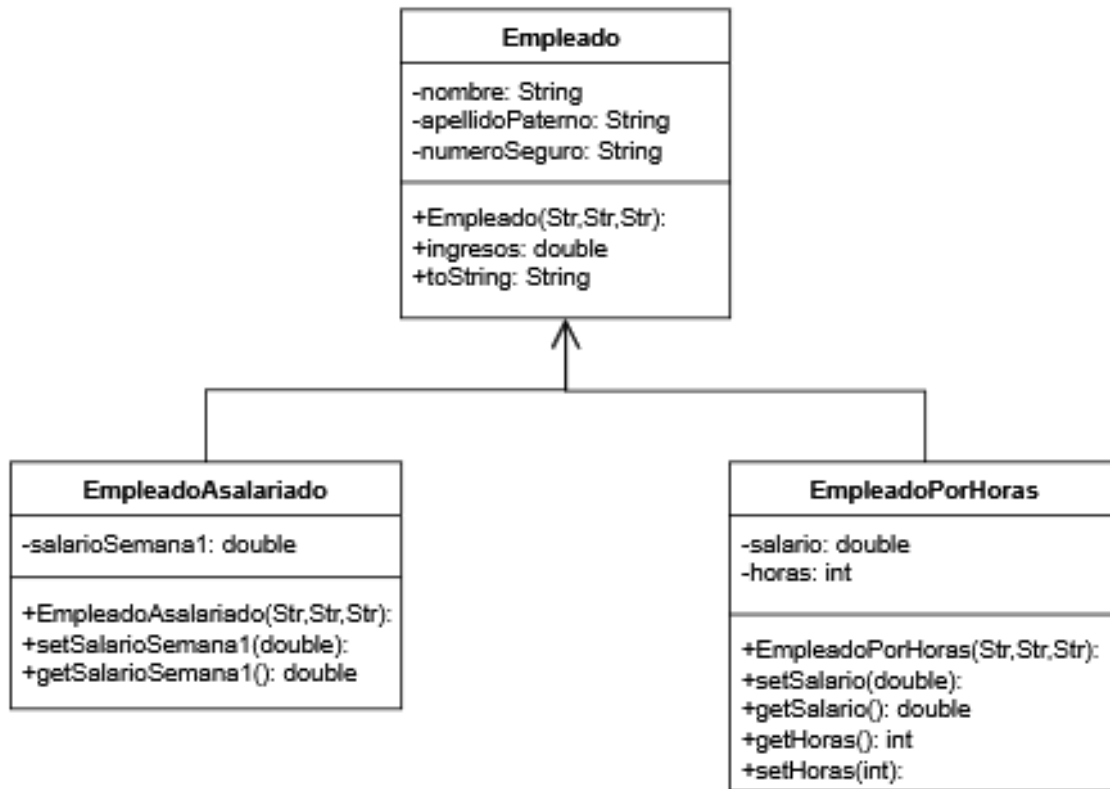 Empleado
-nombre: String
-apellidoPaterno: String
-numeroSeguro: String
+Empleado(Str,Str,Str):
+ingresos: double
+toString: String
EmpleadoAsalariado
-salarioSemana1: double
+EmpleadoAsalariado(Str,Str,Str):
+setSalarioSemana1(double):
+getSalarioSemana1(): double
EmpleadoPorHoras
-salario: double
-horas: int
+EmpleadoPorHoras(Str,Str,Str):
+setSalario(double):
+getSalario(): double
+getHoras(): int
+setHoras(int):